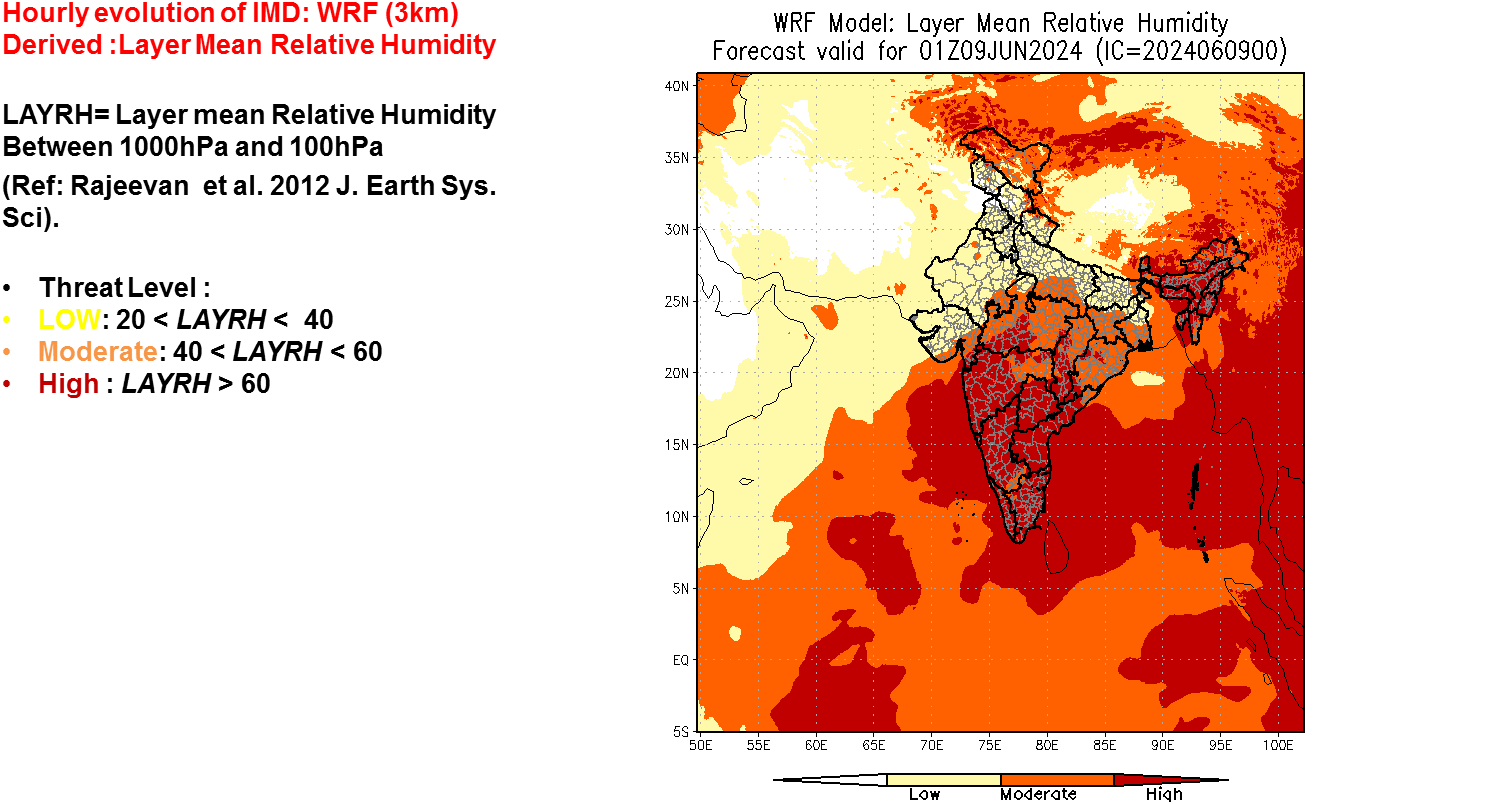 Hourly evolution of IMD: WRF (3km)
Derived :Layer Mean Relative Humidity
LAYRH= Layer mean Relative Humidity
Between 1000hPa and 100hPa
(Ref: Rajeevan et al. 2012 J. Earth Sys.
Sci).
• Threat Level :
• LOW: 20 < LAYRH < 40
• Moderate: 40 < LAYRH < 60
• High : LAYRH > 60
WRF Model: Layer Mean Relative Humidity
Forecast valid for 01Z09JUN2024 (IC=2024060900)
40N
35N
30N
25N
20N
15N
10N
5N
EQ
5S
50E 55E 60E 65E 70E 75E 80E 85E 90E 95E 100E
Low Moderate High